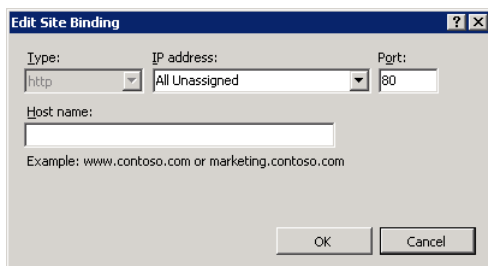 Edit Site Binding
Type: IP address: Port:
http All Unassigned 80
Host name:
Example: www.contoso.com or marketing.contoso.com
OK Cancel